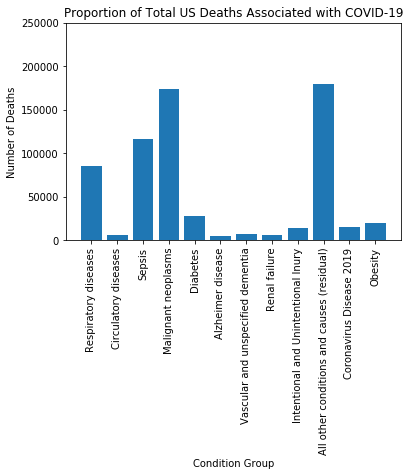 Proportion of Total US Deaths Associated with COVID-19
Number of Deaths
250000
200000
150000
100000
50000
0
Respiratory diseases
Circulatory diseases
Sepsis
Malignant neoplasms
Diabetes
Alzheimer disease
Vascular and unspecified dementia
Renal failure
Intentional and Unintentional Inury
All other conditions and causes (residual)
Coronavirus Disease 2019
Obesity
Condition Group